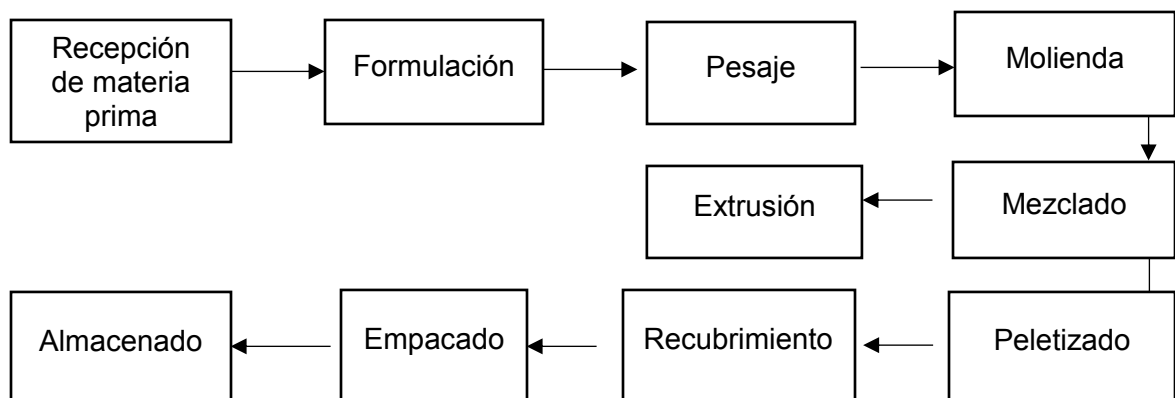 Recepción
de materia
prima
Formulación
Pesaje
Molienda
Extrusión
Mezclado
Almacenado
Empacado
Recubrimiento
Peletizado